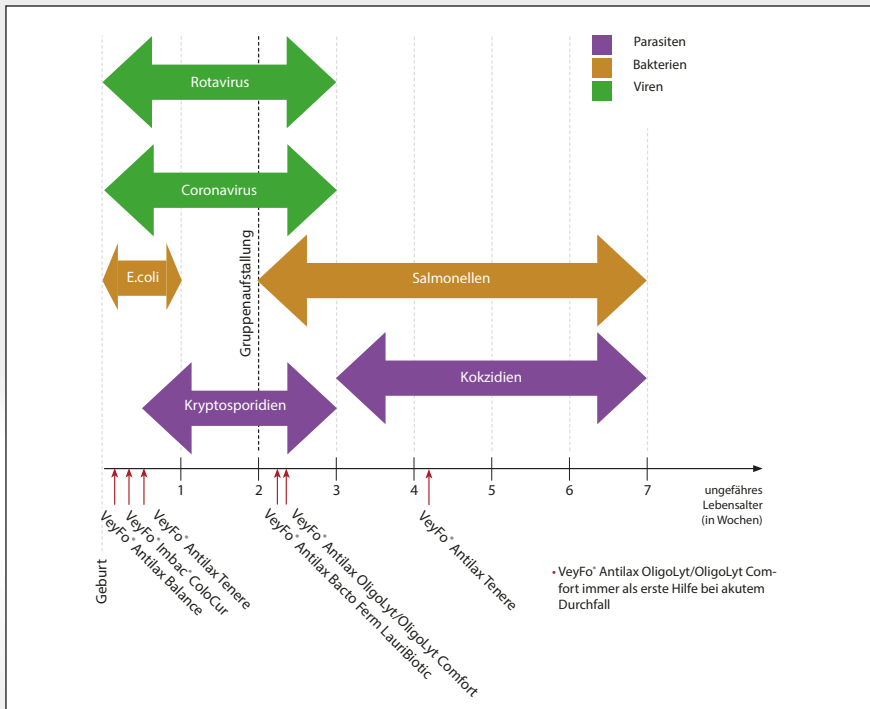 Parasiten
Bakterien
Viren
Rotavirus
Coronavirus
E.coli
Salmonellen
Gruppenaufstallung
Kokzidien
Kryptosporidien
1
2
3
4
5
6
7
ungefähres
Lebensalter
(in Wochen)
Geburt
VeyFo® Antilax Balance
VeyFo® Imbac® ColoCur
VeyFo® Antilax Tenere
VeyFo® Antilax Bacto Ferm LauriBiotic
VeyFo® Antilax OligoLyt/OligoLyt Comfort
VeyFo® Antilax Tenere
• VeyFo® Antilax OligoLyt/OligoLyt Com-
fort immer als erste Hilfe bei akutem
Durchfall